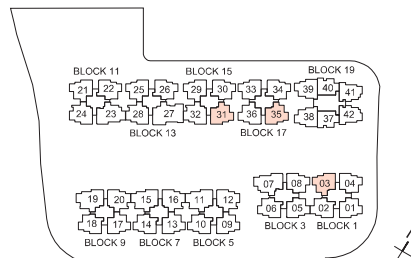 BLOCK 11 BLOCK 15 BLOCK 19
21 22 25 26 29 30 33 34 39 40 41
24 23 28 27 32 31 36 35 38 37 42
BLOCK 13 BLOCK 17
07 08 03 04
06 05 02 01
BLOCK 3 BLOCK 1
19 20 15 16 11 12
18 17 14 13 10 09
BLOCK 9 BLOCK 7 BLOCK 5